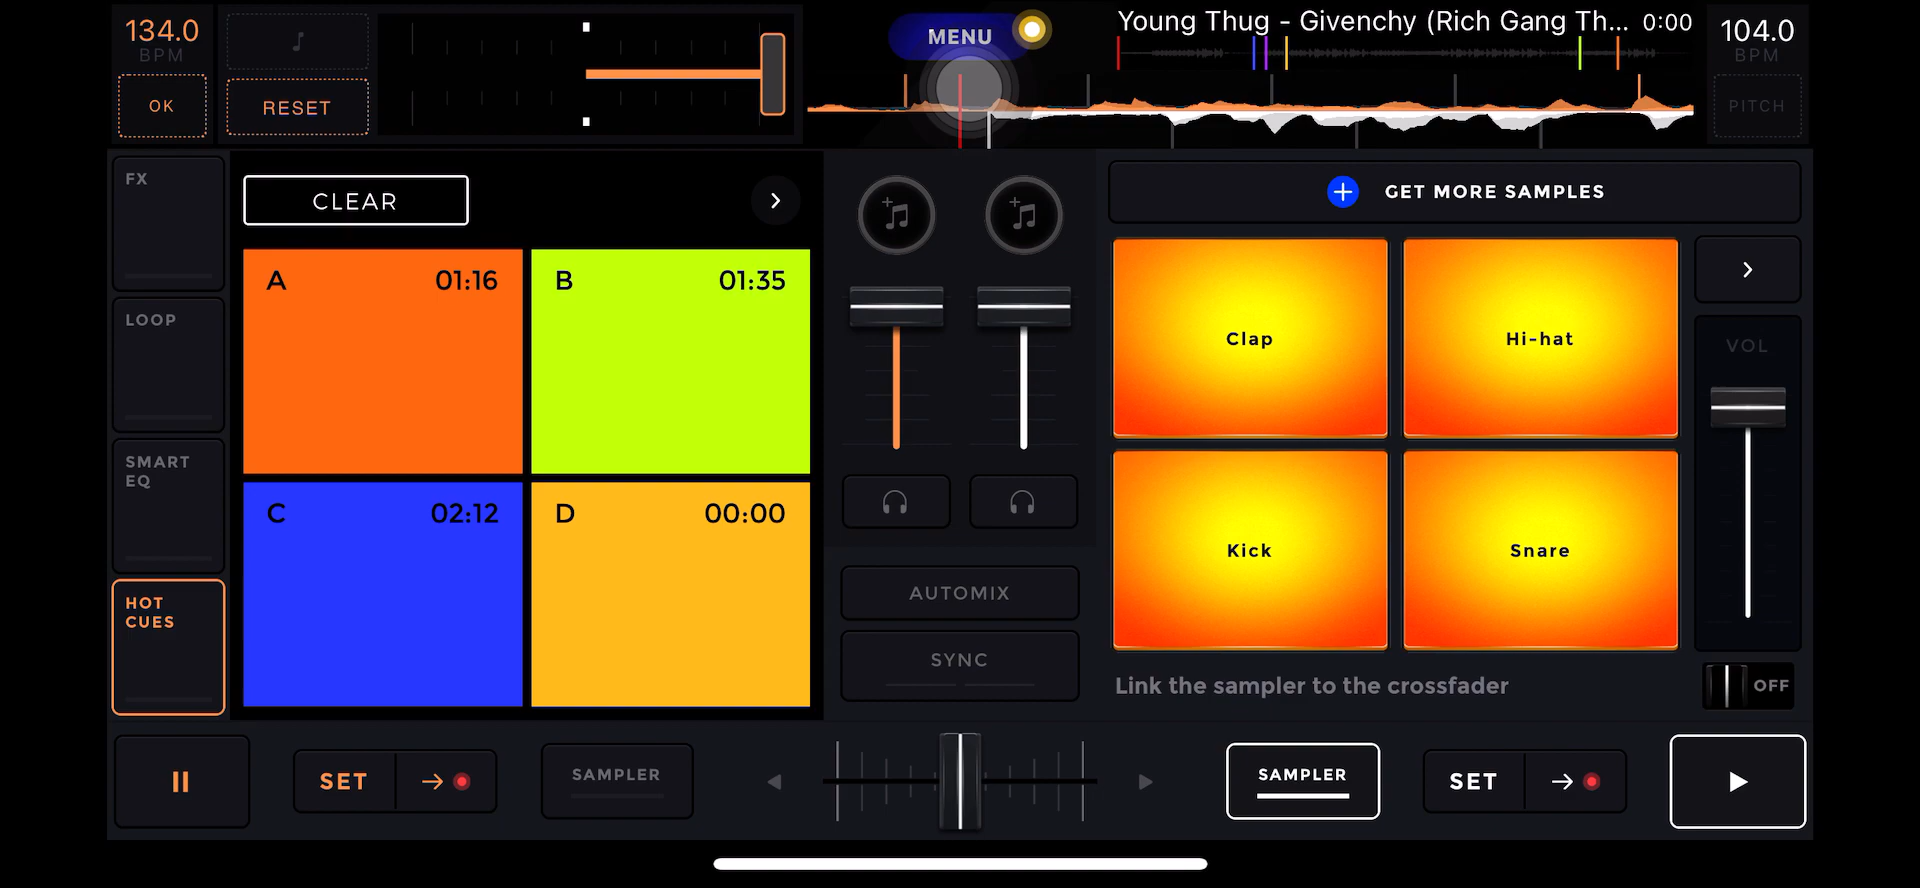 134.0
BPM
OK
RESET
MENU
Young Thug - Givenchy (Rich Gang Th... 0:00
104.0
BPM
PITCH
FX
LOOP
SMART
EQ
HOT
CUES
CLEAR
A 01:16
B 01:35
C 02:12
D 00:00
AUTOMIX
SYNC
GET MORE SAMPLES
Clap
Hi-hat
Kick
Snare
VOL
Link the sampler to the crossfader
OFF
SET
SAMPLER
SAMPLER
SET